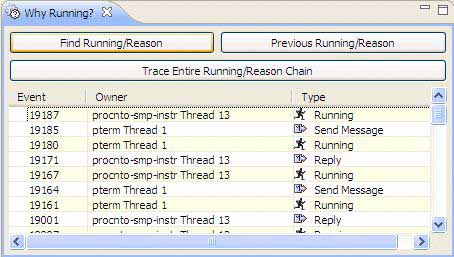 Why Running?
Find Running/Reason Previous Running/Reason
Trace Entire Running/Reason Chain
Event Owner Type
19187 procnto-smp-instr Thread 13 Running
19185 pterm Thread 1 Send Message
19180 pterm Thread 1 Running
19171 procnto-smp-instr Thread 13 Reply
19167 procnto-smp-instr Thread 13 Running
19164 pterm Thread 1 Send Message
19161 pterm Thread 1 Running
19001 procnto-smp-instr Thread 13 Reply